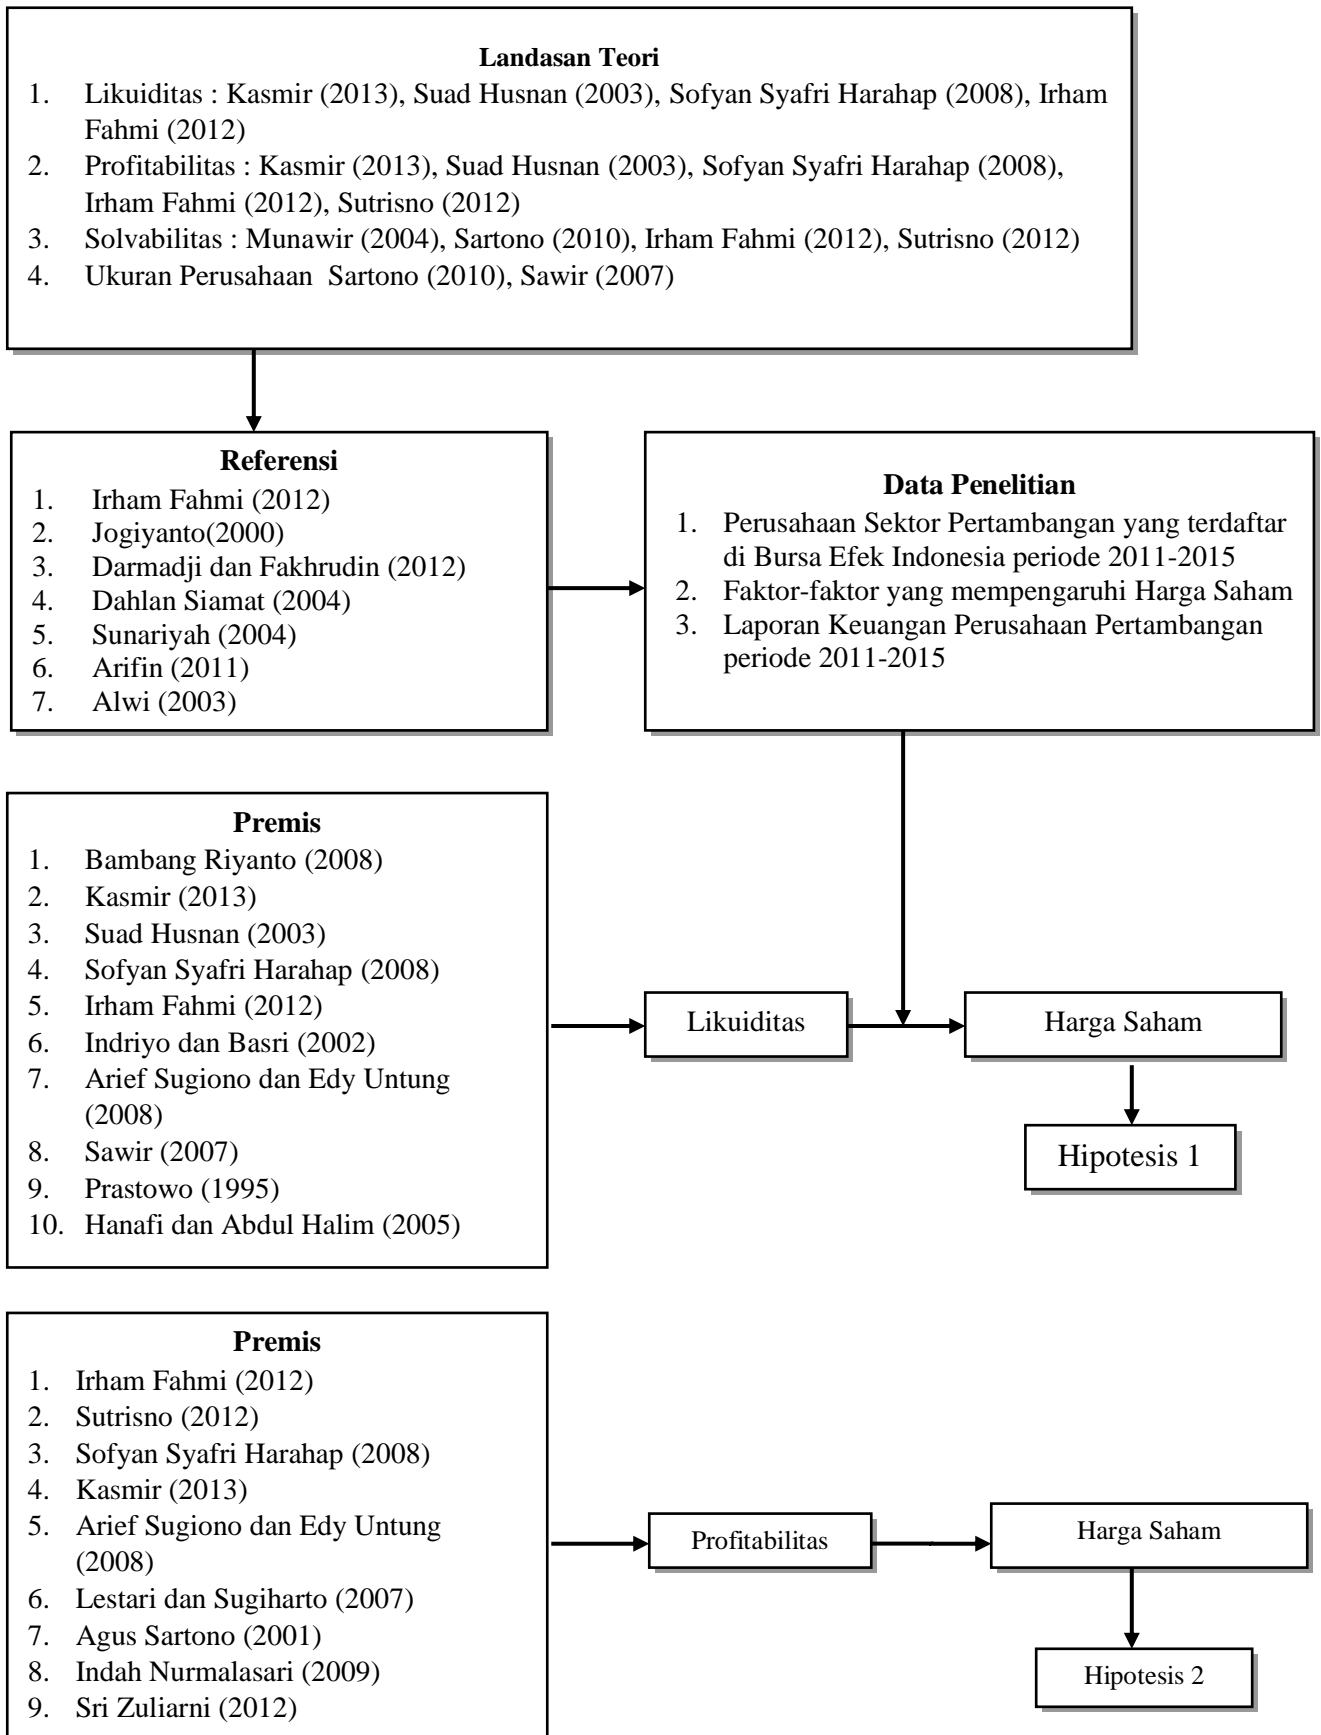 Landasan Teori
1. Likuiditas : Kasmir (2013), Suad Husnan (2003), Sofyan Syafri Harahap (2008), Irham
Fahmi (2012)
2. Profitabilitas : Kasmir (2013), Suad Husnan (2003), Sofyan Syafri Harahap (2008),
Irham Fahmi (2012), Sutrisno (2012)
3. Solvabilitas : Munawir (2004), Sartono (2010), Irham Fahmi (2012), Sutrisno (2012)
4. Ukuran Perusahaan  Sartono (2010), Sawir (2007)
Referensi
1. Irham Fahmi (2012)
2. Jogiyanto(2000)
3. Darmadji dan Fakhrudin (2012)
4. Dahlan Siamat (2004)
5. Sunariyah (2004)
6. Arifin (2011)
7. Alwi (2003)
Data Penelitian
1. Perusahaan Sektor Pertambangan yang terdaftar
di Bursa Efek Indonesia periode 2011-2015
2. Faktor-faktor yang mempengaruhi Harga Saham
3. Laporan Keuangan Perusahaan Pertambangan
periode 2011-2015
Premis
1. Bambang Riyanto (2008)
2. Kasmir (2013)
3. Suad Husnan (2003)
4. Sofyan Syafri Harahap (2008)
5. Irham Fahmi (2012)
6. Indriyo dan Basri (2002)
7. Arief Sugiono dan Edy Untung
(2008)
8. Sawir (2007)
9. Prastowo (1995)
10. Hanafi dan Abdul Halim (2005)
Likuiditas
Harga Saham
Hipotesis 1
Premis
1. Irham Fahmi (2012)
2. Sutrisno (2012)
3. Sofyan Syafri Harahap (2008)
4. Kasmir (2013)
5. Arief Sugiono dan Edy Untung
(2008)
6. Lestari dan Sugiharto (2007)
7. Agus Sartono (2001)
8. Indah Nurmalasari (2009)
9. Sri Zuliarni (2012)
Profitabilitas
Harga Saham
Hipotesis 2